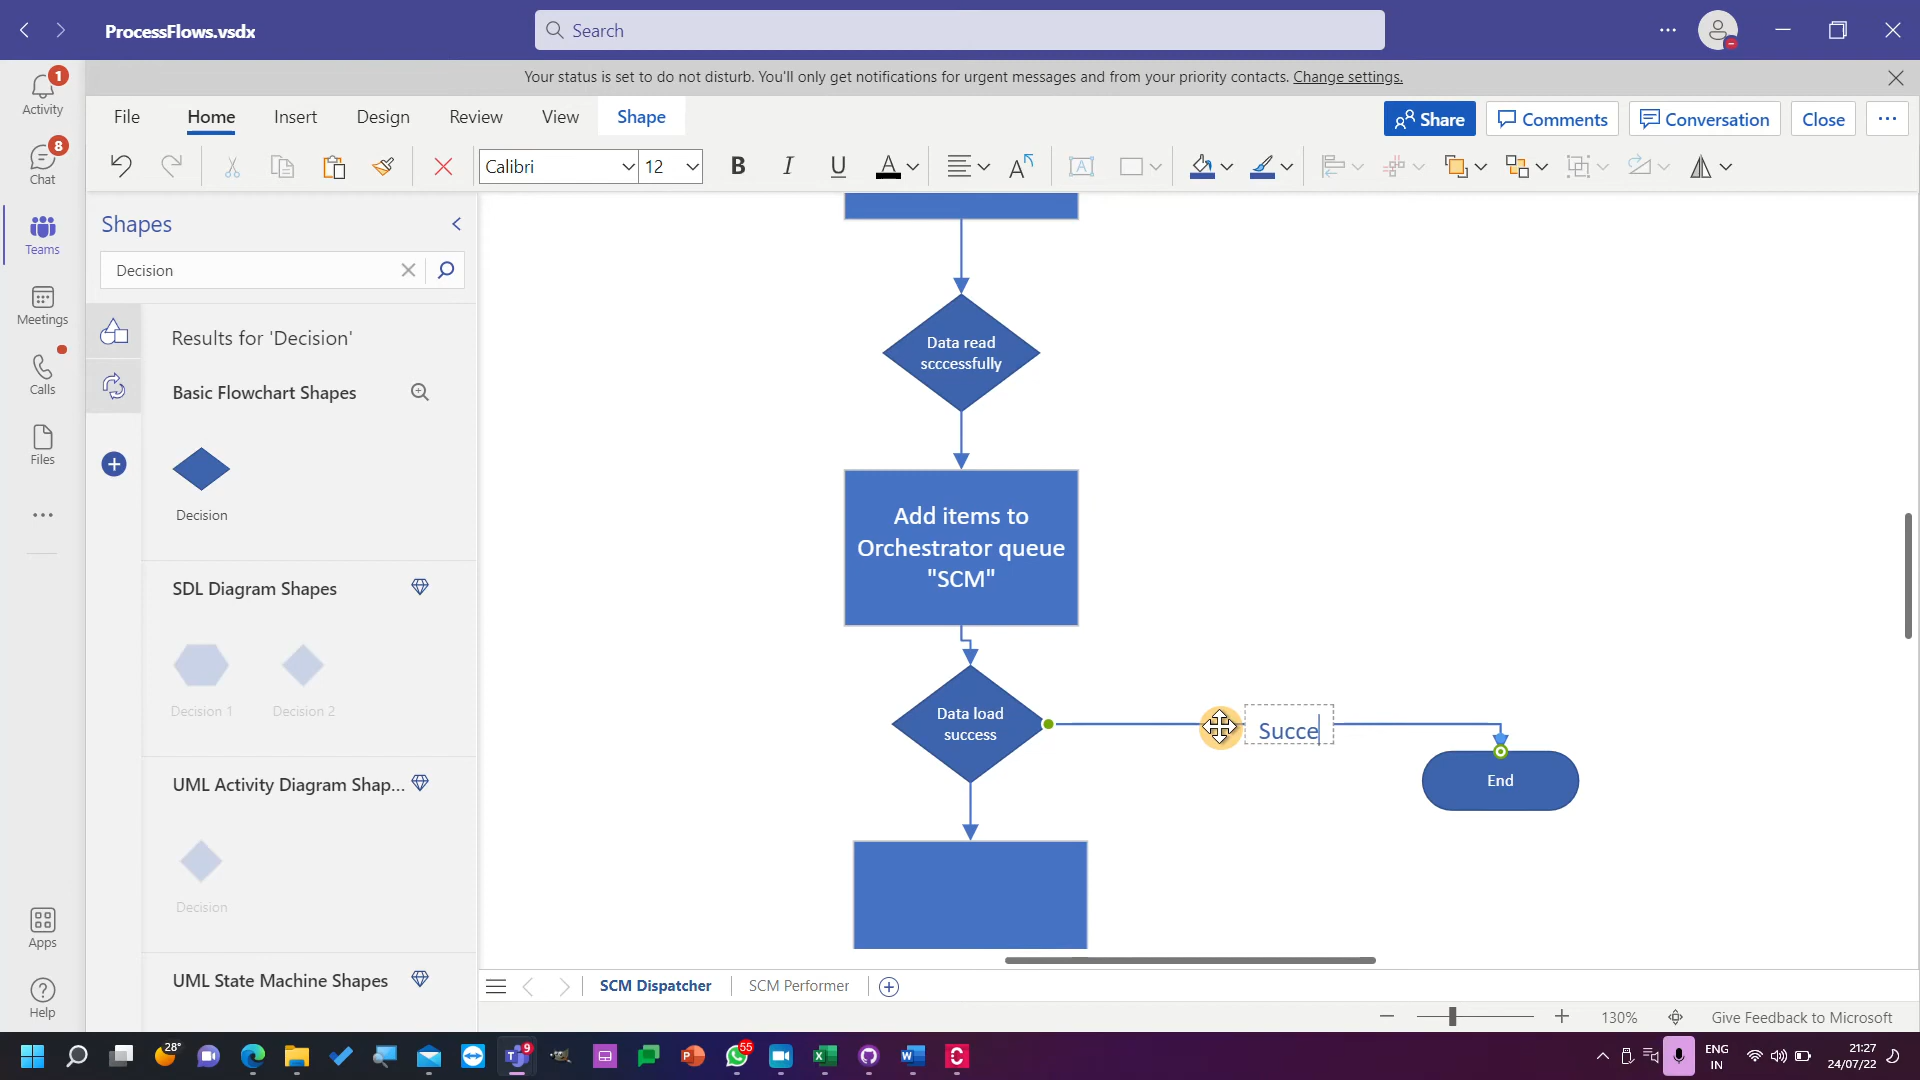 ProcessFlows.vsdx
Search
Your status is set to do not disturb. You'll only get notifications for urgent messages and from your priority contacts. Change settings.
1
Activity
8
Chat
Teams
Meetings
Calls
Files
Apps
Help
File
Home
Insert
Design
Review
View
Shape
Share
Comments
Conversation
Close
Calibri
12
B
I
U
A
A
A
Shapes
Decision
Results for 'Decision'
Basic Flowchart Shapes
Decision
SDL Diagram Shapes
Decision 1
Decision 2
UML Activity Diagram Shap...
Decision
UML State Machine Shapes
Data read
scccessfully
Add items to
Orchestrator queue
"SCM"
Data load
success
Succe
End
SCM Dispatcher
SCM Performer
130%
Give Feedback to Microsoft
28°
9
55
ENG
IN
21:27
24/07/22